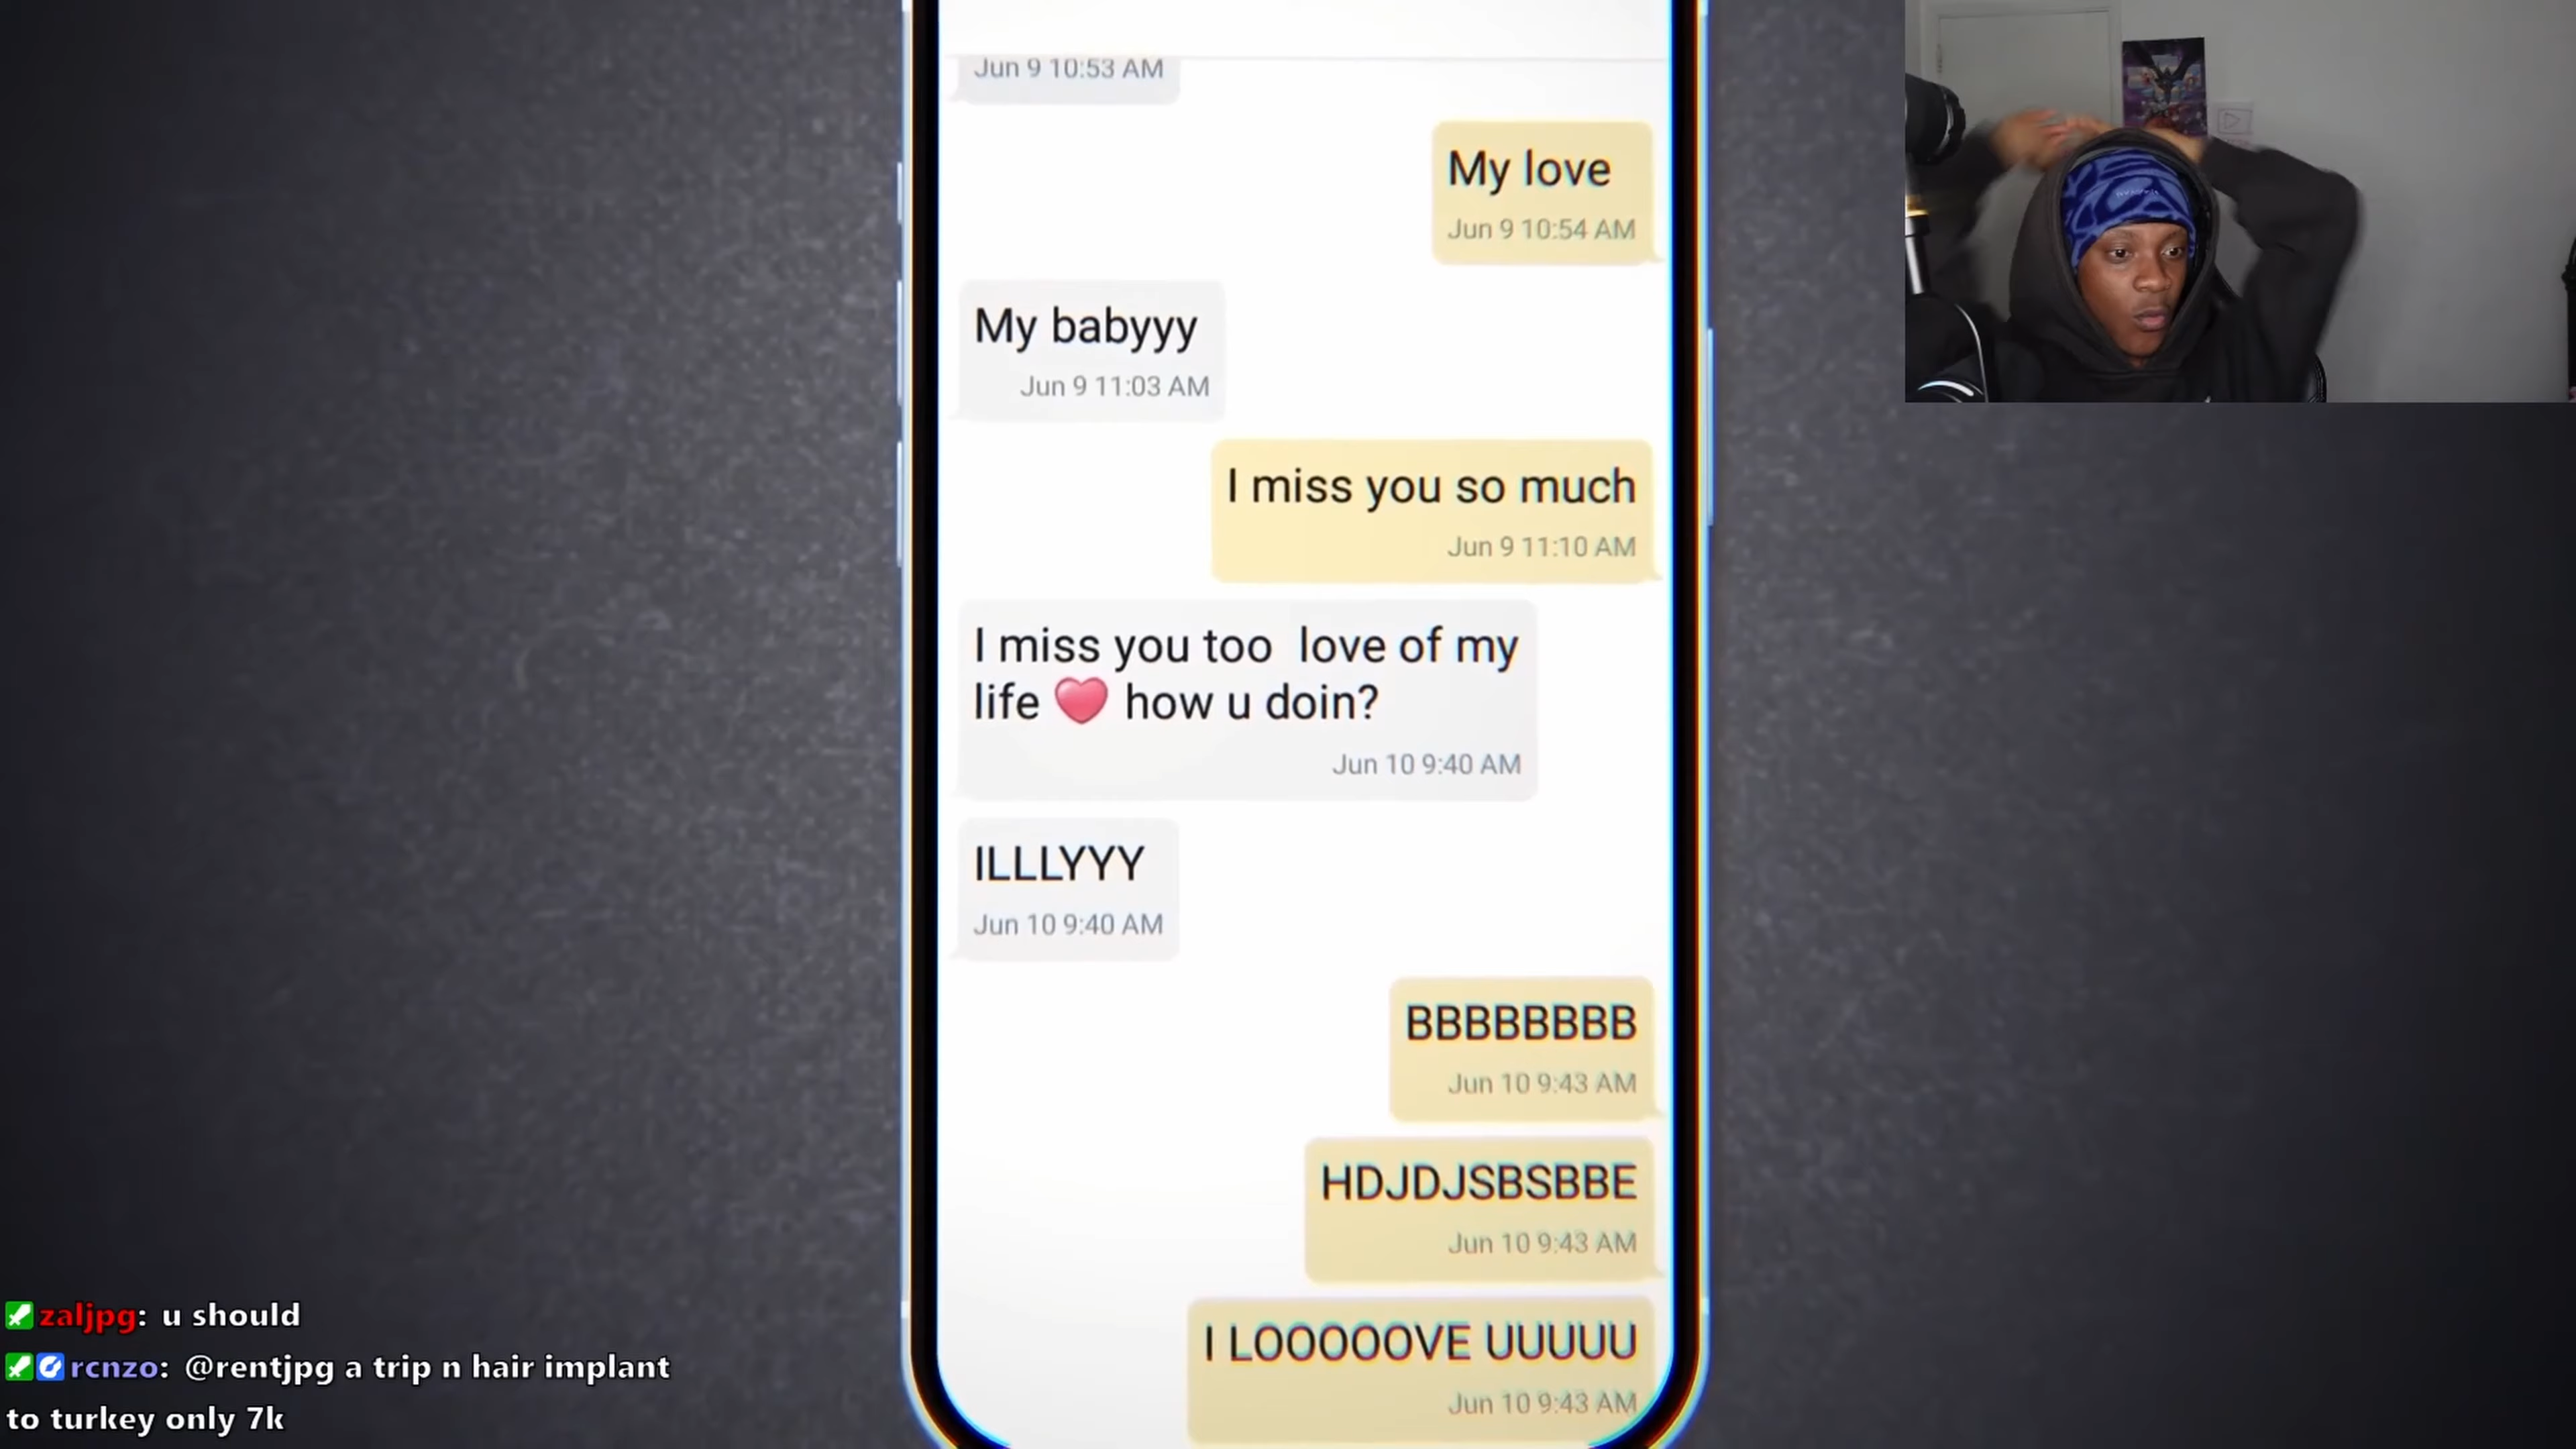 Jun 9 10:53 AM
My love
Jun 9 10:54 AM
My babyyy
Jun 9 11:03 AM
I miss you so much
Jun 9 11:10 AM
I miss you too  love of my
life ❤ how u doin?
Jun 10 9:40 AM
ILLLYYY
Jun 10 9:40 AM
BBBBBBBB
Jun 10 9:43 AM
HDJDJSBSBBE
Jun 10 9:43 AM
I LOOOOOVE UUUUU
Jun 10 9:43 AM
zaljpg: u should
rcnzo: @rentjpg a trip n hair implant
to turkey only 7k